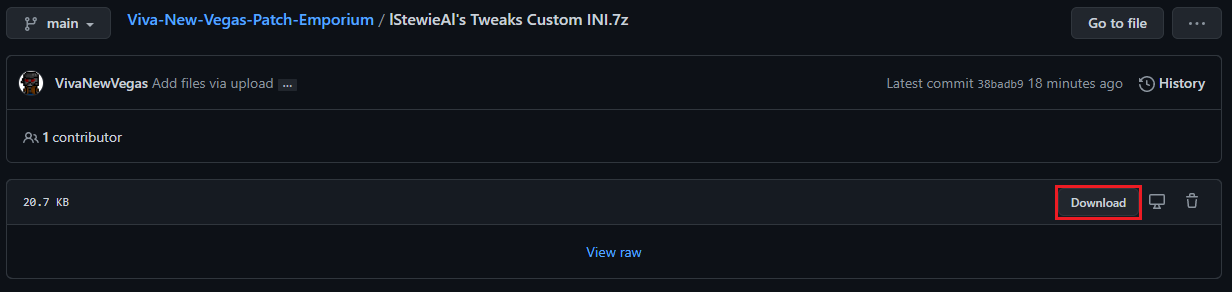 main
Viva-New-Vegas-Patch-Emporium / lStewieAl's Tweaks Custom INI.7z
Go to file
...
VivaNewVegas Add files via upload ...
Latest commit 38badb9 18 minutes ago
History
1 contributor
20.7 KB
Download
View raw